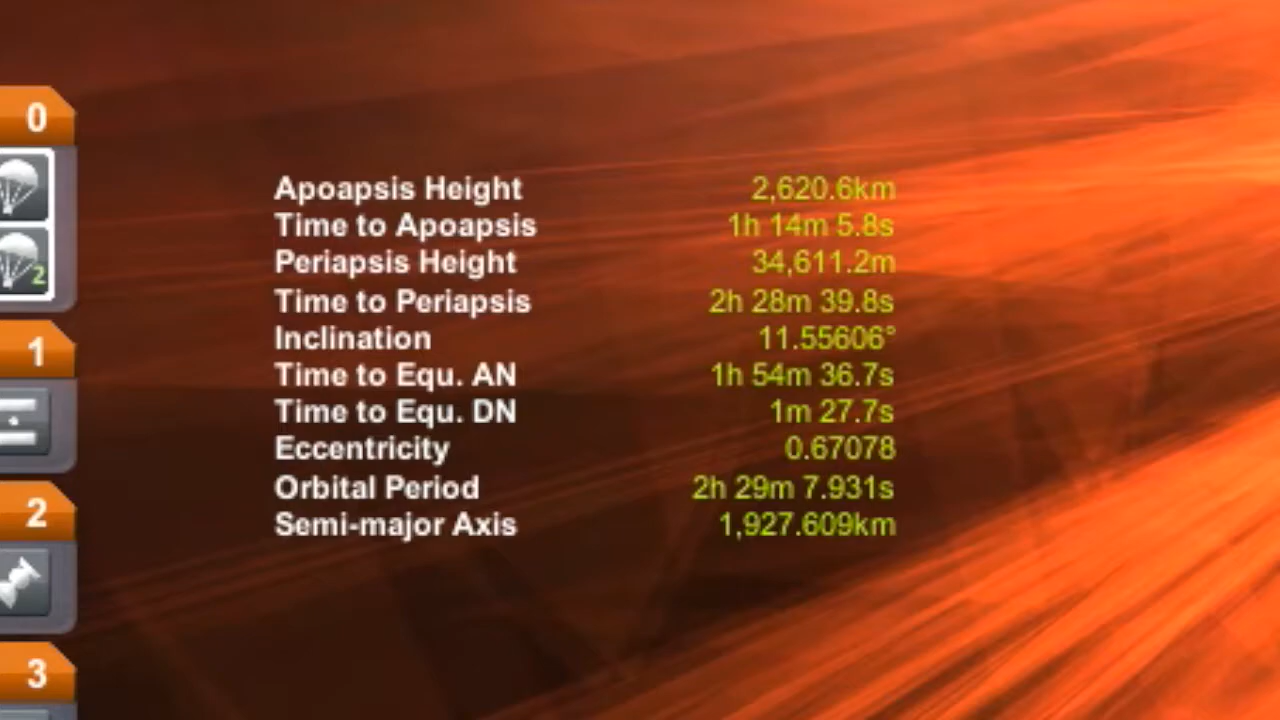 0
Apoapsis Height 2,620.6km
Time to Apoapsis 1h 14m 5.8s
Periapsis Height 34,611.2m
2
Time to Periapsis 2h 28m 39.8s
Inclination 11.55606°
1
Time to Equ. AN 1h 54m 36.7s
Time to Equ. DN 1m 27.7s
Eccentricity 0.67078
Orbital Period 2h 29m 7.931s
2
Semi-major Axis 1,927.609km
3